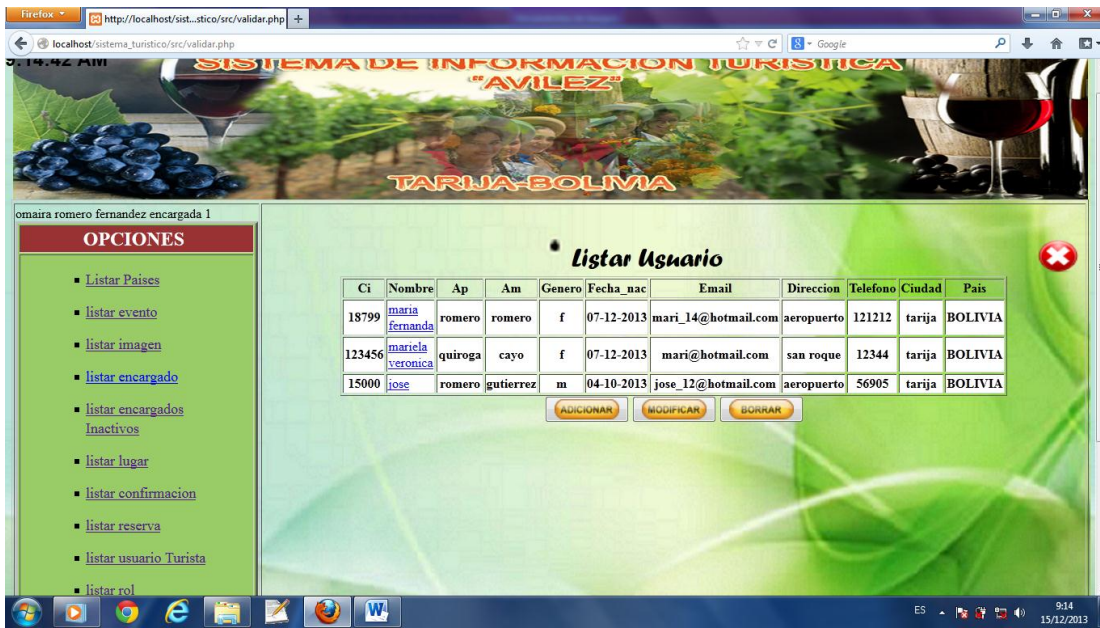 Firefox
http://localhost/sist...stico/src/validar.php
localhost/sistema_turistico/src/validar.php
Google
9:14:42 AM
SISTEMA DE INFORMACION TURISTICA
"AVILEZ"
TARIJA-BOLIVIA
omaira romero fernandez encargada 1
OPCIONES
Listar Paises
listar evento
listar imagen
listar encargado
listar encargados
Inactivos
listar lugar
listar confirmacion
listar reserva
listar usuario Turista
listar rol
Listar Usuario
Ci Nombre Ap Am Genero Fecha_nac Email Direccion Telefono Ciudad Pais
18799 maria fernanda romero romero f 07-12-2013 mari_14@hotmail.com aeropuerto 121212 tarija BOLIVIA
123456 mariela veronica quiroga cayo f 07-12-2013 mari@hotmail.com san roque 12344 tarija BOLIVIA
15000 jose romero gutierrez m 04-10-2013 jose_12@hotmail.com aeropuerto 56905 tarija BOLIVIA
ADICIONAR MODIFICAR BORRAR
ES
9:14
15/12/2013